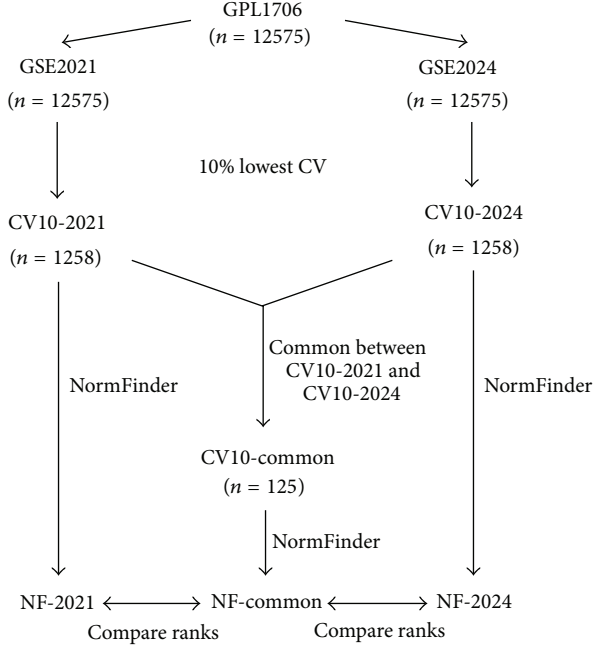 GPL1706
(n = 12575)
GSE2021
(n = 12575)
GSE2024
(n = 12575)
10% lowest CV
CV10-2021
(n = 1258)
CV10-2024
(n = 1258)
Common between
CV10-2021 and
CV10-2024
NormFinder
NormFinder
CV10-common
(n = 125)
NormFinder
NF-2021
NF-common
NF-2024
Compare ranks
Compare ranks